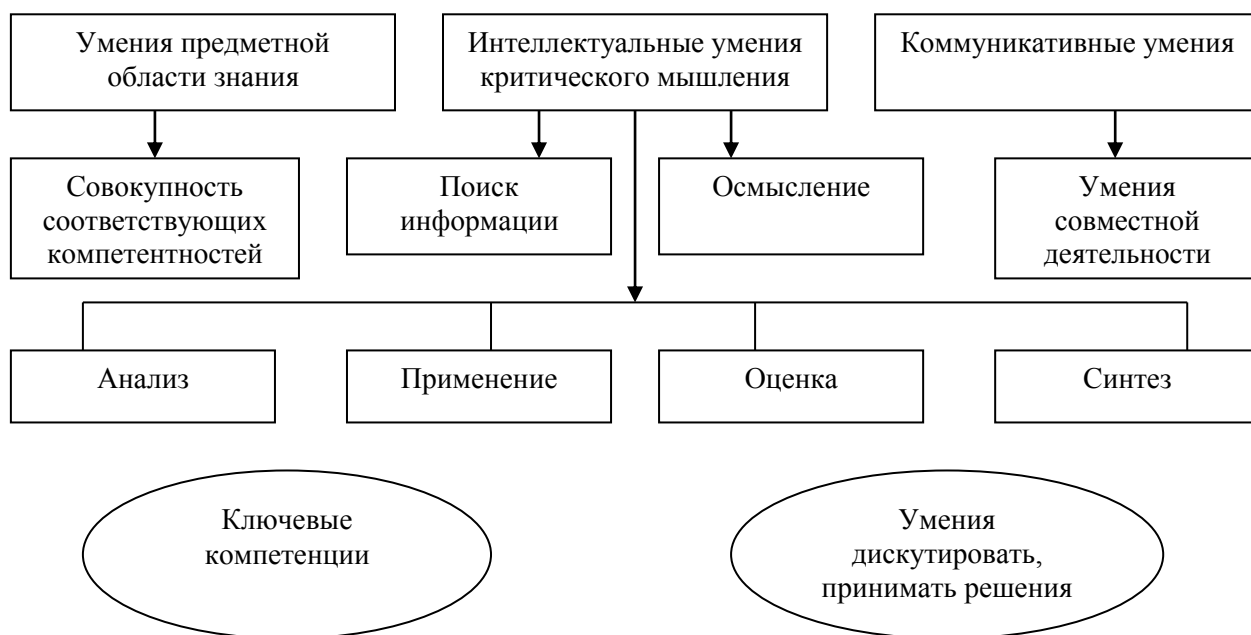 Умения предметной
области знания
Интеллектуальные умения
критического мышления
Коммуникативные умения
Совокупность
соответствующих
компетентностей
Поиск
информации
Осмысление
Умения
совместной
деятельности
Анализ
Применение
Оценка
Синтез
Ключевые
компетенции
Умения
дискутировать,
принимать решения